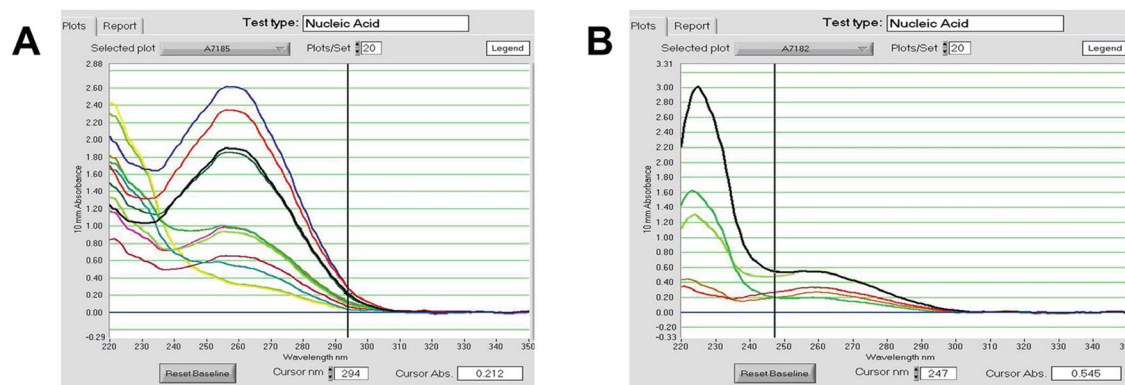 A
Plots Report Test type: Nucleic Acid
Selected plot A7185 Plots/Set 20 Legend
2.88
2.60
2.40
2.20
2.00
1.80
1.60
1.40
1.20
1.00
0.80
0.60
0.40
0.20
0.00
-0.29
10 mm Absorbance
220 230 240 250 260 270 280 290 300 310 320 330 340 350
Wavelength nm
Reset Baseline Cursor nm 294 Cursor Abs. 0.212
B
Plots Report Test type: Nucleic Acid
Selected plot A7182 Plots/Set 20 Legend
3.31
3.00
2.80
2.60
2.40
2.20
2.00
1.80
1.60
1.40
1.20
1.00
0.80
0.60
0.40
0.20
0.00
-0.20
-0.33
10 mm Absorbance
220 230 240 250 260 270 280 290 300 310 320 330 340
Wavelength nm
Reset Baseline Cursor nm 247 Cursor Abs. 0.545